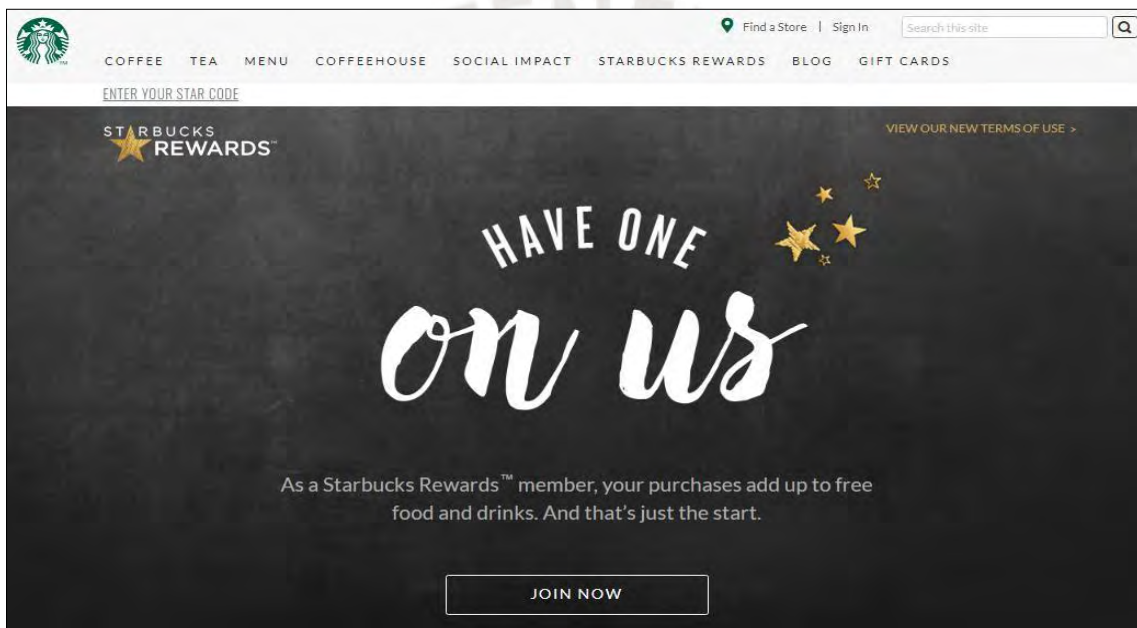 Find a Store | Sign In
Search this site
COFFEE TEA MENU COFFEEHOUSE SOCIAL IMPACT STARBUCKS REWARDS BLOG GIFT CARDS
ENTER YOUR STAR CODE
STARBUCKS
REWARDS™
VIEW OUR NEW TERMS OF USE >
HAVE ONE
on us
As a Starbucks Rewards™ member, your purchases add up to free
food and drinks. And that's just the start.
JOIN NOW